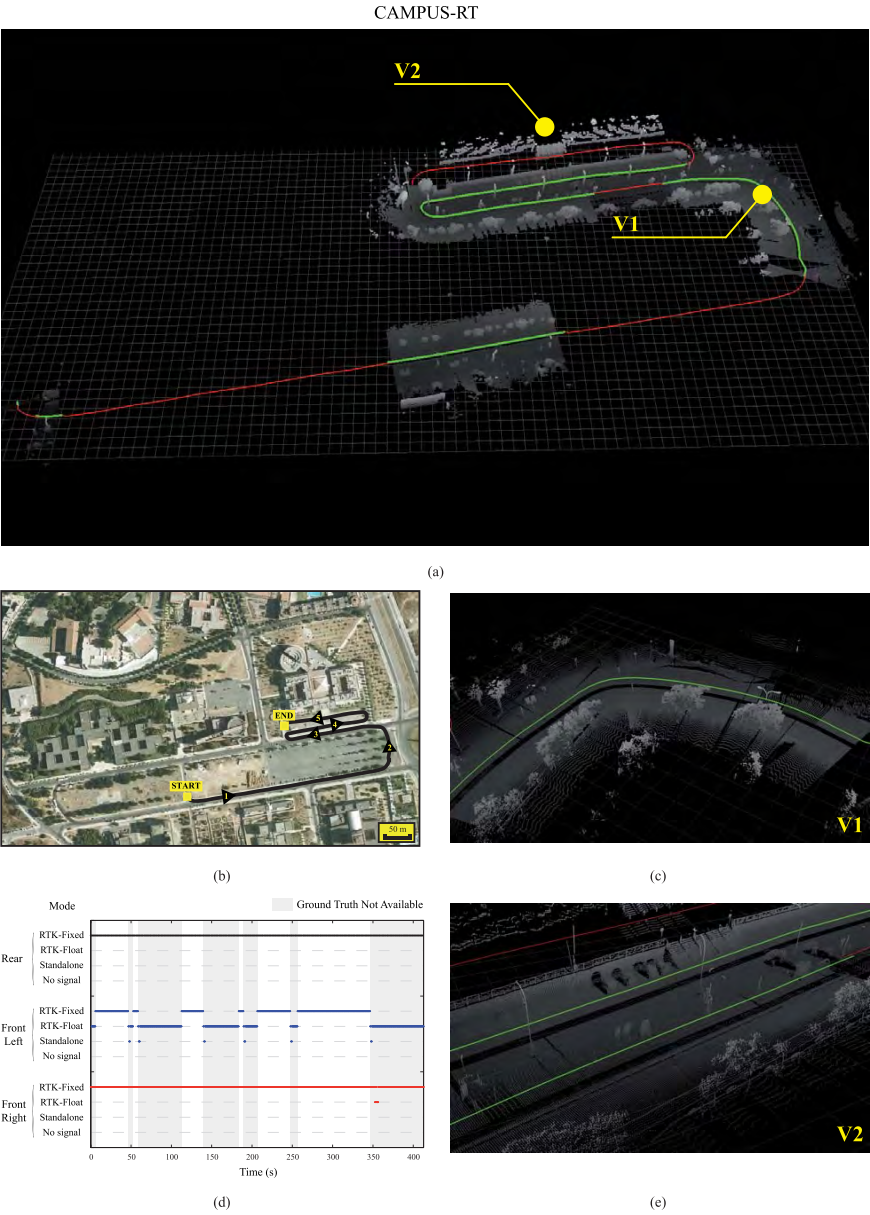 CAMPUS-RT
V2
V1
(a)
END
5
4
3
2
START
1
50 m
(b)
V1
(c)
Mode
Ground Truth Not Available
Rear
RTK-Fixed
RTK-Float
Standalone
No signal
Front
Left
RTK-Fixed
RTK-Float
Standalone
No signal
Front
Right
RTK-Fixed
RTK-Float
Standalone
No signal
0 50 100 150 200 250 300 350 400
Time (s)
(d)
V2
(e)